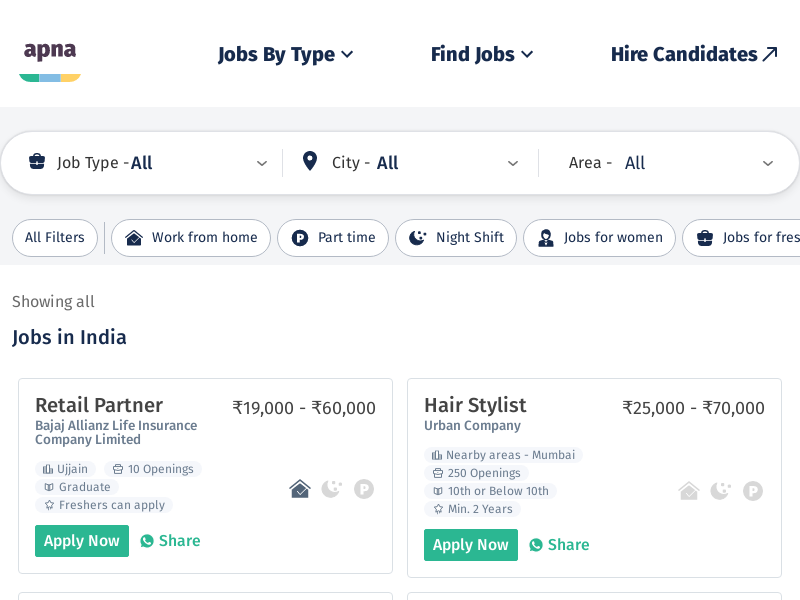 apna
Jobs By Type
Find Jobs
Hire Candidates
Job Type - All
City - All
Area - All
All Filters
Work from home
Part time
Night Shift
Jobs for women
Jobs for fres
Showing all
Jobs in India
Retail Partner
₹19,000 - ₹60,000
Bajaj Allianz Life Insurance
Company Limited
Ujjain
10 Openings
Graduate
Freshers can apply
P
Apply Now
Share
Hair Stylist
₹25,000 - ₹70,000
Urban Company
Nearby areas - Mumbai
250 Openings
10th or Below 10th
Min. 2 Years
P
Apply Now
Share